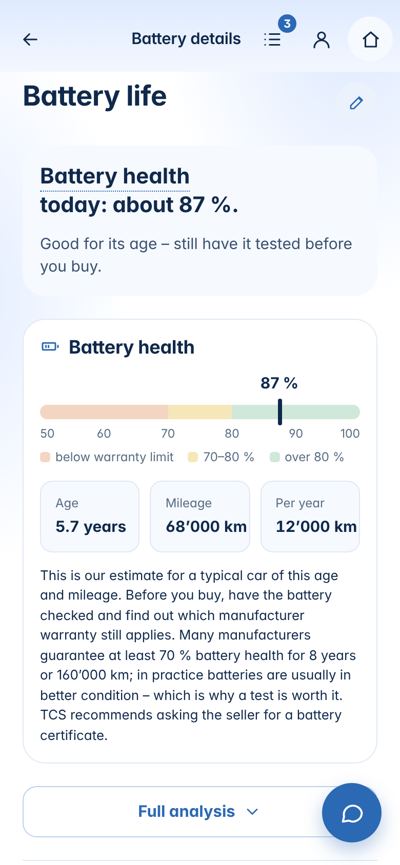 Battery details
3
Battery life
Battery health
today: about 87 %.
Good for its age – still have it tested before
you buy.
Battery health
87 %
50 60 70 80 90 100
below warranty limit 70–80 % over 80 %
Age
5.7 years
Mileage
68’000 km
Per year
12’000 km
This is our estimate for a typical car of this age
and mileage. Before you buy, have the battery
checked and find out which manufacturer
warranty still applies. Many manufacturers
guarantee at least 70 % battery health for 8 years
or 160’000 km; in practice batteries are usually in
better condition – which is why a test is worth it.
TCS recommends asking the seller for a battery
certificate.
Full analysis